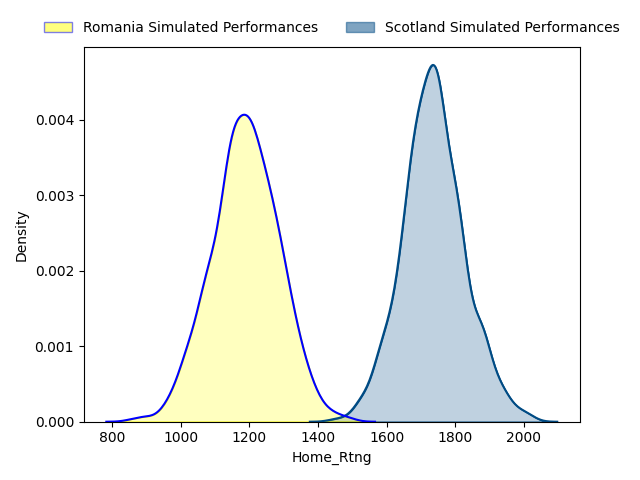 Romania Simulated Performances Scotland Simulated Performances
0.004
0.003
0.002
0.001
0.000
Density
800 1000 1200 1400 1600 1800 2000
Home_Rtng